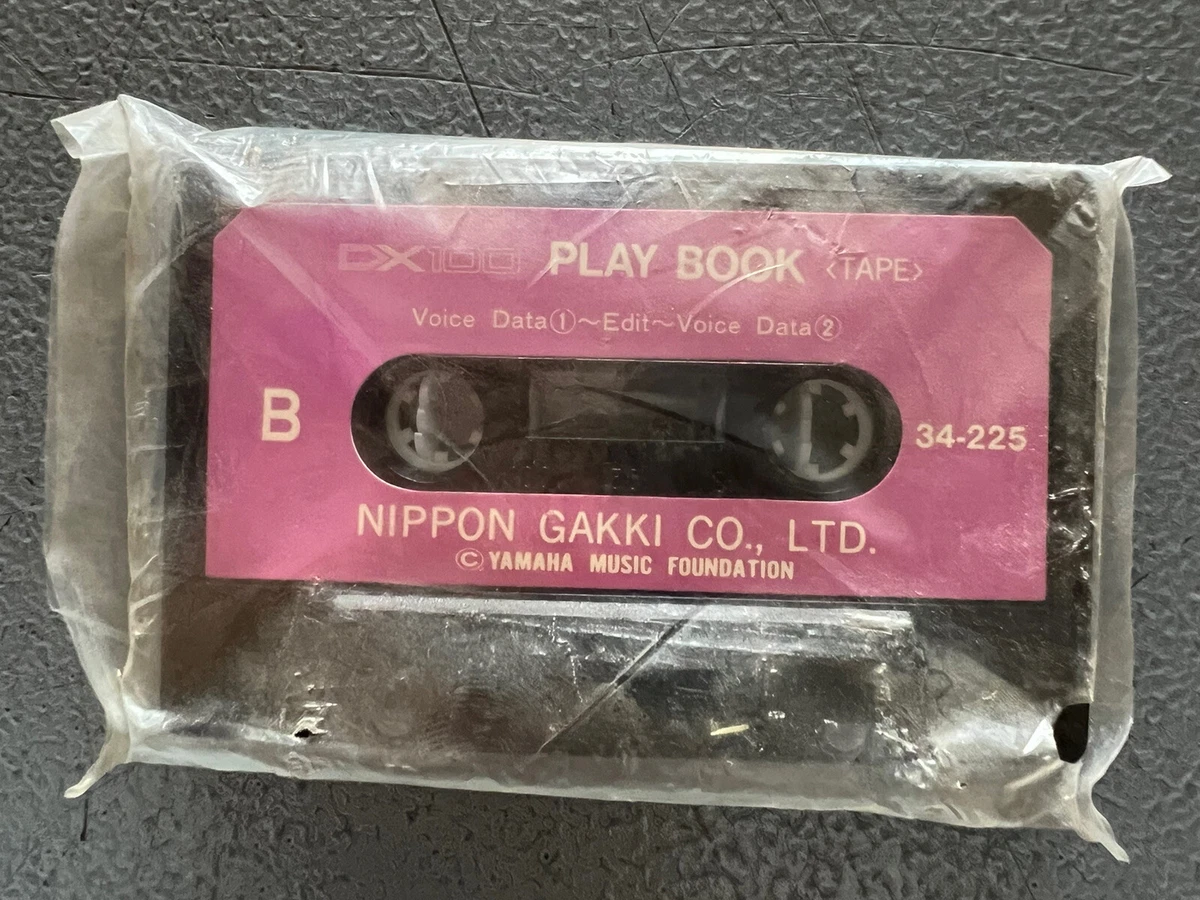 DX100 PLAY BOOK 〈TAPE〉
Voice Data①～Edit～Voice Data②
B
34-225
NIPPON GAKKI CO., LTD.
© YAMAHA MUSIC FOUNDATION